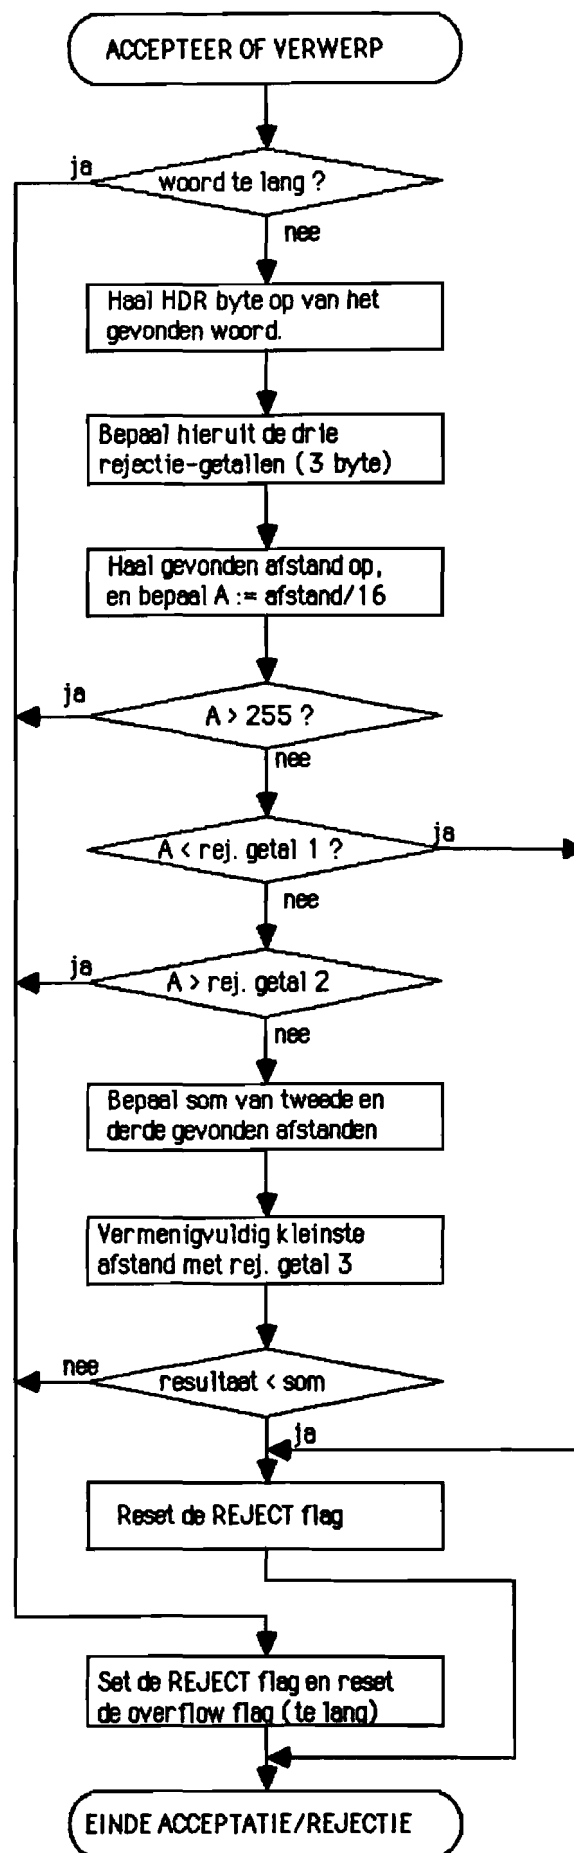 ACCEPTEER OF VERWERP
ja
woord te lang ?
nee
Haal HDR byte op van het
gevonden woord.
Bepaal hieruit de drie
rejectie-getallen (3 byte)
Haal gevonden afstand op,
en bepaal A := afstand/16
ja
A > 255 ?
nee
A < rej. getal 1 ?
ja
nee
ja
A > rej. getal 2
nee
Bepaal som van tweede en
derde gevonden afstanden
Vermenigvuldig kleinste
afstand met rej. getal 3
nee
resultaat < som
ja
Reset de REJECT flag
Set de REJECT flag en reset
de overflow flag (te lang)
EINDE ACCEPTATIE/REJECTIE